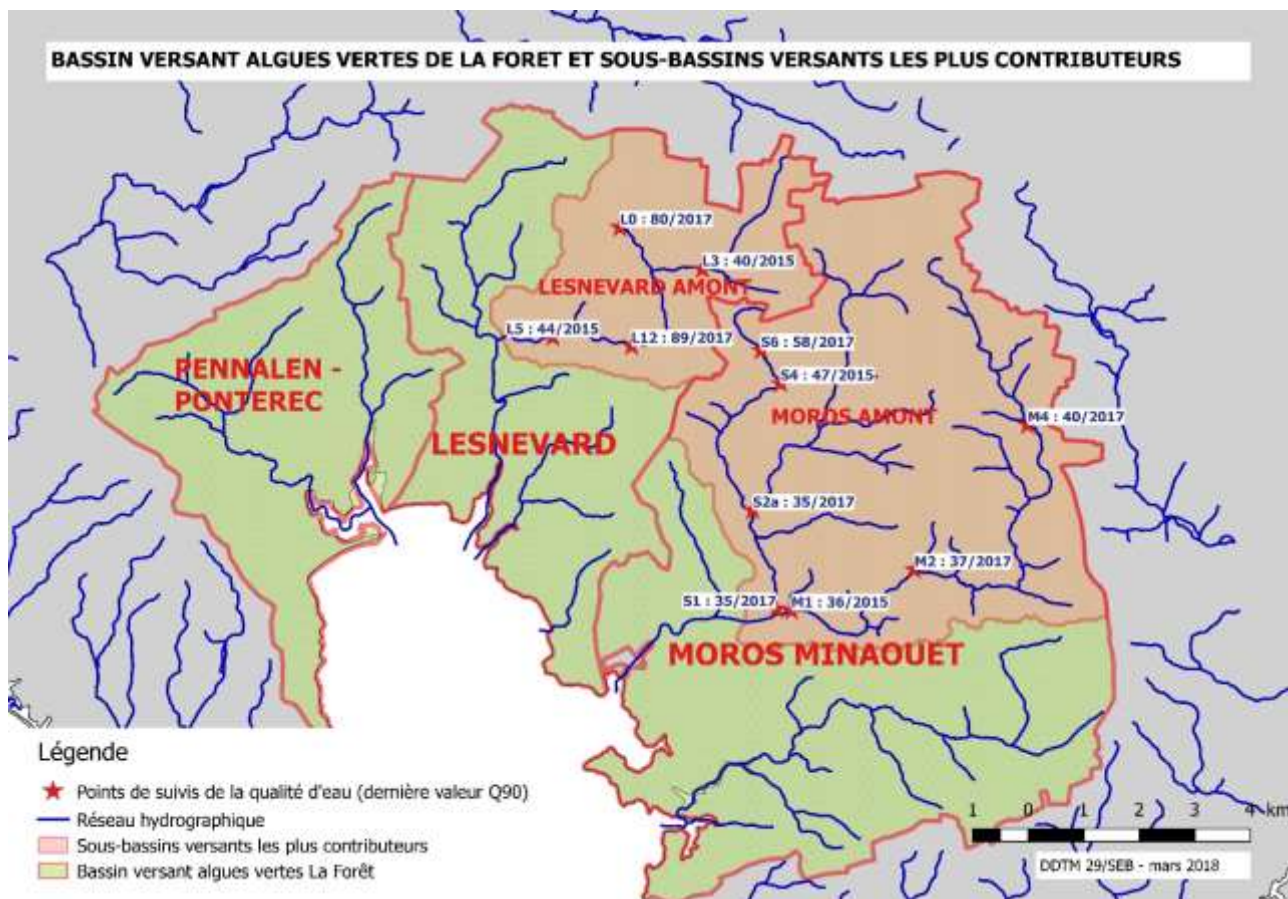 BASSIN VERSANT ALGUES VERTES DE LA FORET ET SOUS-BASSINS VERSANTS LES PLUS CONTRIBUTEURS
L0 : 80/2017
L3 : 40/2015
LESNEVARD AMONT
L5 : 44/2015
L12 : 89/2017
S6 : 58/2017
PENNALEN -
PONTEREC
S4 : 47/2015
MOROS AMONT
M4 : 40/2017
LESNEVARD
S2a : 35/2017
M2 : 37/2017
S1 : 35/2017
M1 : 36/2015
MOROS MINAOUET
Légende
Points de suivis de la qualité d'eau (dernière valeur Q90)
Réseau hydrographique
Sous-bassins versants les plus contributeurs
Bassin versant algues vertes La Forêt
1 0 1 2 3 4 km
DDTM 29/SEB - mars 2018